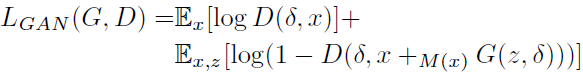 L_{GAN}(G, D) = 𝔼_x[log D(δ, x)]+
𝔼_{x,z}[log(1 − D(δ, x +_{M(x)} G(z, δ)))]